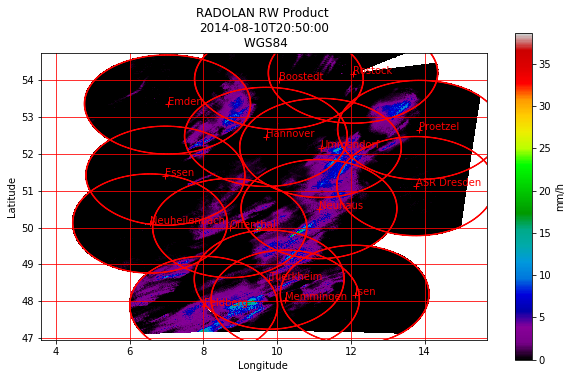 RADOLAN RW Product
2014-08-10T20:50:00
WGS84
Latitude
54
53
52
51
50
49
48
47
4
6
8
10
12
14
Longitude
Boostedt
Rostock
Emden
Hannover
Ummendorf
Proetzel
Essen
ASR Dresden
Neuheilenbach
Offenthal
Neuhaus
Tuerkheim
Feldberg
Memmingen
Isen
35
30
25
20
15
10
5
0
mm/h